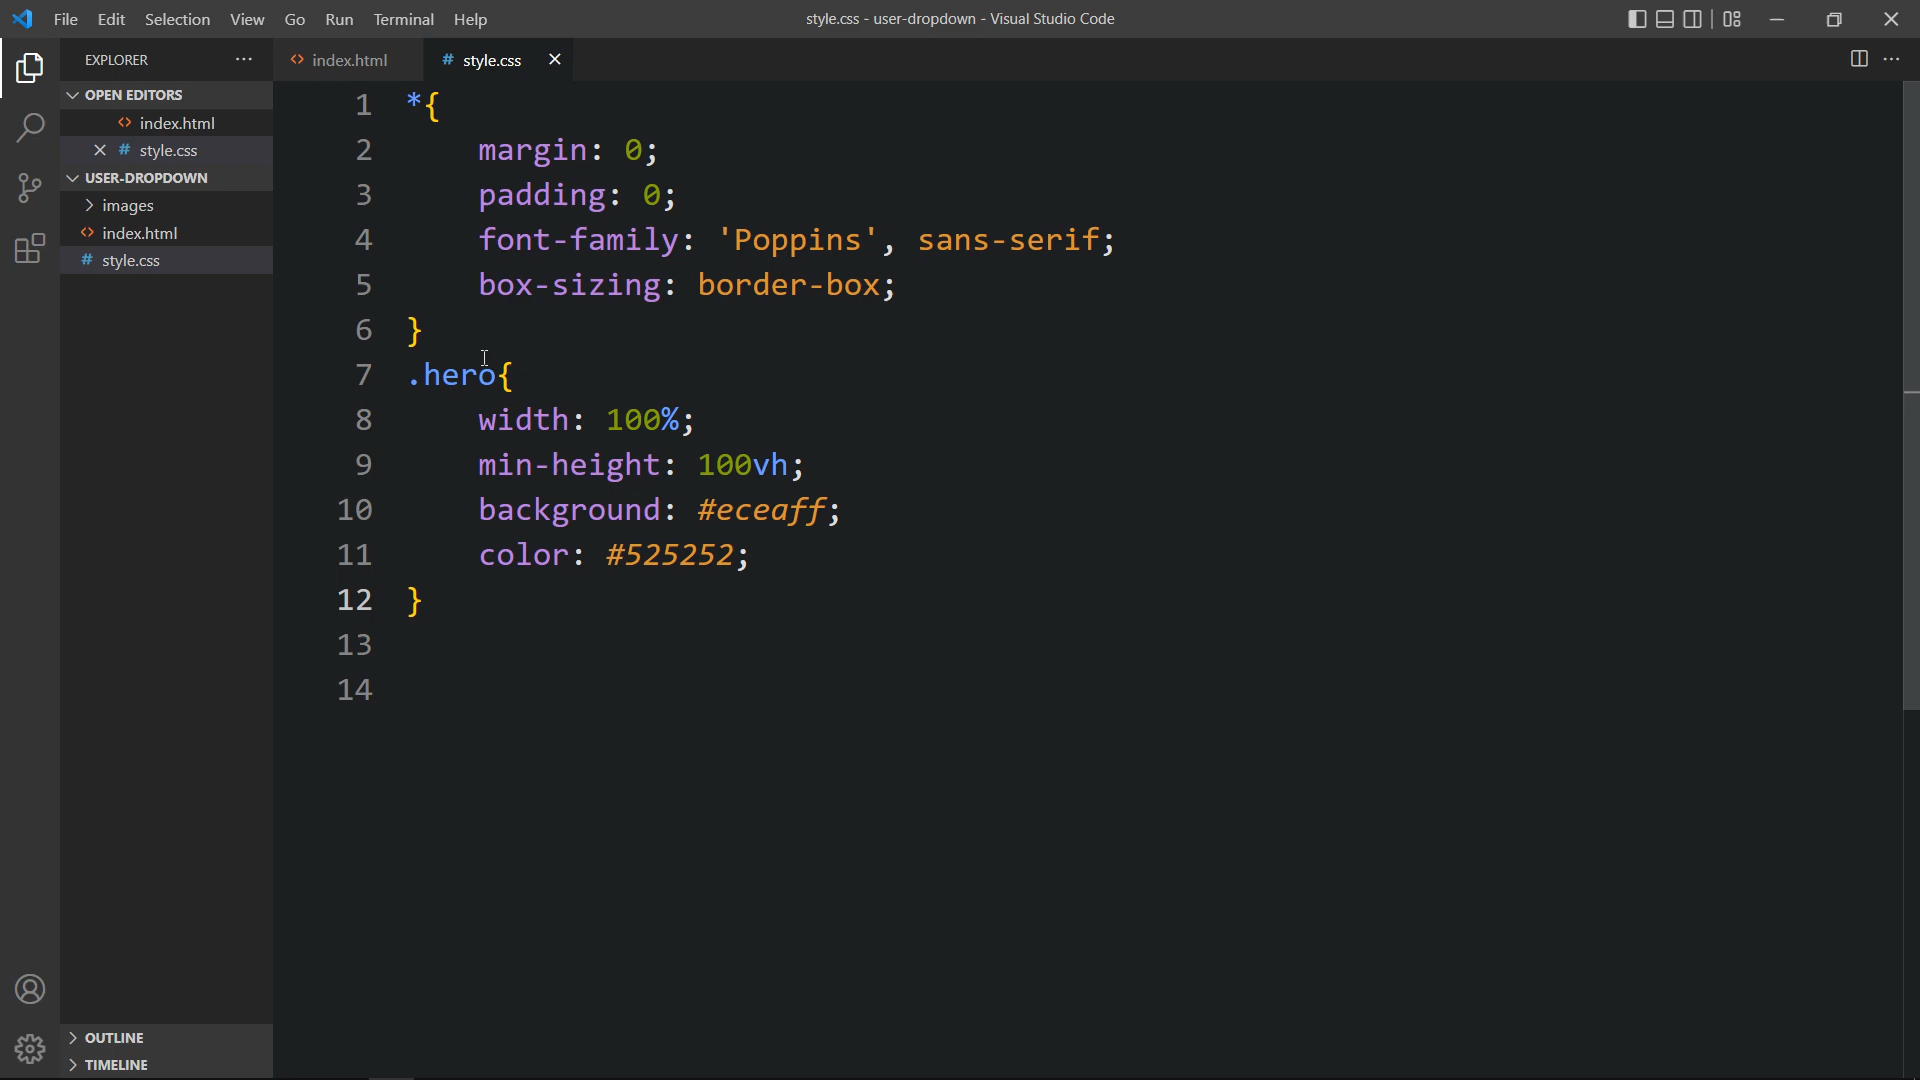 File Edit Selection View Go Run Terminal Help
style.css - user-dropdown - Visual Studio Code
EXPLORER
OPEN EDITORS
<> index.html
# style.css
USER-DROPDOWN
> images
<> index.html
# style.css
OUTLINE
TIMELINE
<> index.html
# style.css
1 *{
2 margin: 0;
3 padding: 0;
4 font-family: 'Poppins', sans-serif;
5 box-sizing: border-box;
6 }
7 .hero{
8 width: 100%;
9 min-height: 100vh;
10 background: #eceaff;
11 color: #525252;
12 }
13
14